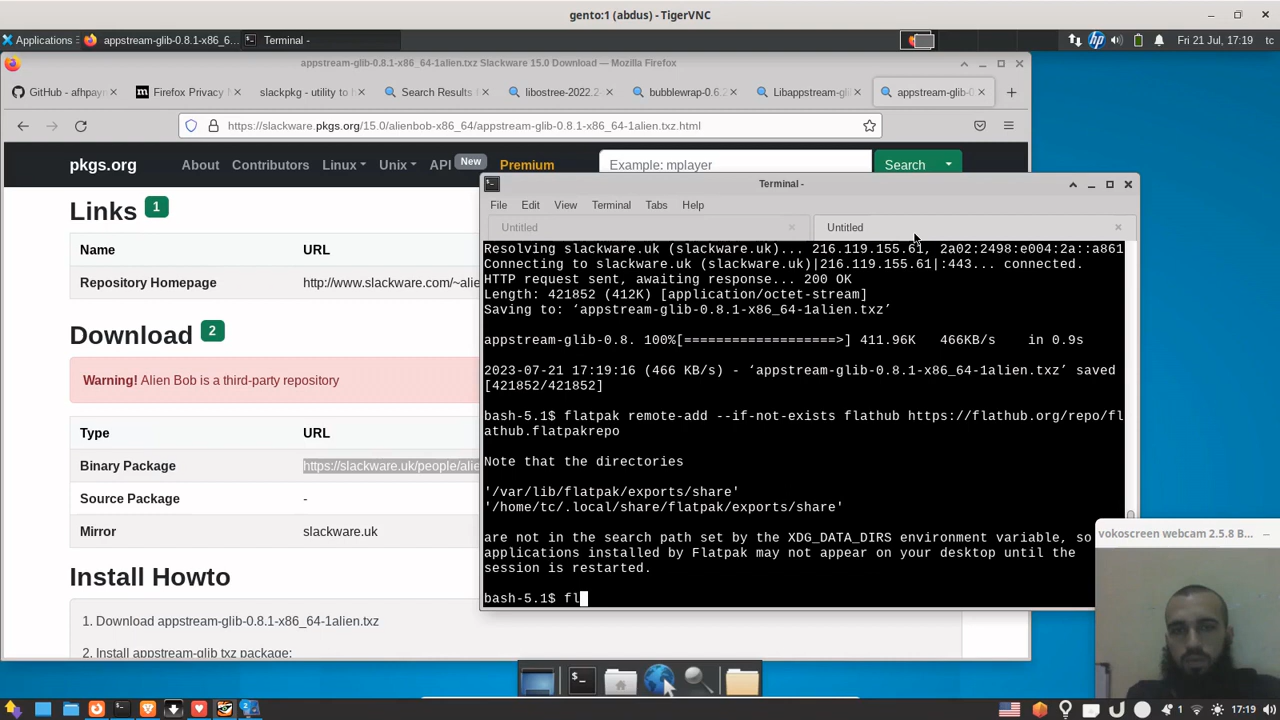 gento:1 (abdus) - TigerVNC
Applications
appstream-glib-0.8.1-x86_6...
Terminal -
Fri 21 Jul, 17:19
tc
appstream-glib-0.8.1-x86_64-1alien.txz Slackware 15.0 Download — Mozilla Firefox
GitHub - afhpayn
Firefox Privacy
slackpkg - utility to
Search Results
libostree-2022.2
bubblewrap-0.6.
Libappstream-gli
appstream-glib-0
https://slackware.pkgs.org/15.0/alienbob-x86_64/appstream-glib-0.8.1-x86_64-1alien.txz.html
pkgs.org
About
Contributors
Linux
Unix
API
New
Premium
Example: mplayer
Search
Links 1
Name
URL
Repository Homepage
http://www.slackware.com/~alie
Download 2
Warning! Alien Bob is a third-party repository
Type
URL
Binary Package
https://slackware.uk/people/alie
Source Package
-
Mirror
slackware.uk
Install Howto
1. Download appstream-glib-0.8.1-x86_64-1alien.txz
2. Install appstream-glib txz package:
Terminal -
File
Edit
View
Terminal
Tabs
Help
Untitled
Untitled
Resolving slackware.uk (slackware.uk)... 216.119.155.61, 2a02:2498:e004:2a::a861
Connecting to slackware.uk (slackware.uk)|216.119.155.61|:443... connected.
HTTP request sent, awaiting response... 200 OK
Length: 421852 (412K) [application/octet-stream]
Saving to: ‘appstream-glib-0.8.1-x86_64-1alien.txz’
appstream-glib-0.8. 100%[===================>] 411.96K 466KB/s in 0.9s
2023-07-21 17:19:16 (466 KB/s) - ‘appstream-glib-0.8.1-x86_64-1alien.txz’ saved
[421852/421852]
bash-5.1$ flatpak remote-add --if-not-exists flathub https://flathub.org/repo/fl
athub.flatpakrepo
Note that the directories
'/var/lib/flatpak/exports/share'
'/home/tc/.local/share/flatpak/exports/share'
are not in the search path set by the XDG_DATA_DIRS environment variable, so
applications installed by Flatpak may not appear on your desktop until the
session is restarted.
bash-5.1$ fl
vokoscreen webcam 2.5.8 B...
1
17:19